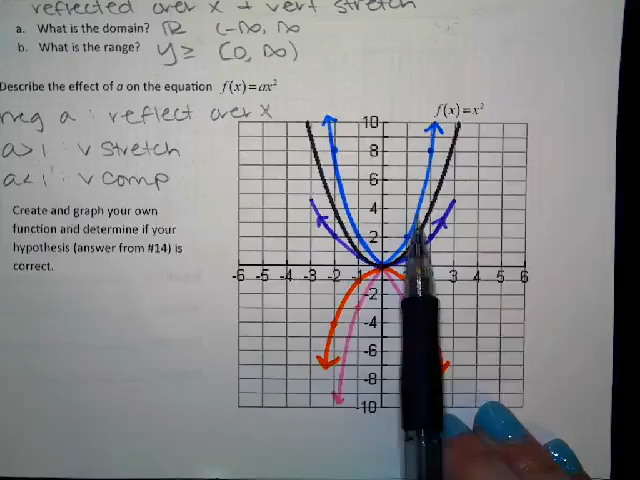 reflected over x + vert stretch
a. What is the domain? ℝ (-∞, ∞
b. What is the range? y ≥ [0, ∞)
Describe the effect of a on the equation f(x)=ax²
neg a : reflect over x
a>1 : v stretch
a<1 : v comp
Create and graph your own
function and determine if your
hypothesis (answer from #14) is
correct.
f(x)=x²
10
8
6
4
2
-6 -5 -4 -3 -2 -1 3 5 6
-2
-4
-6
-8
-10